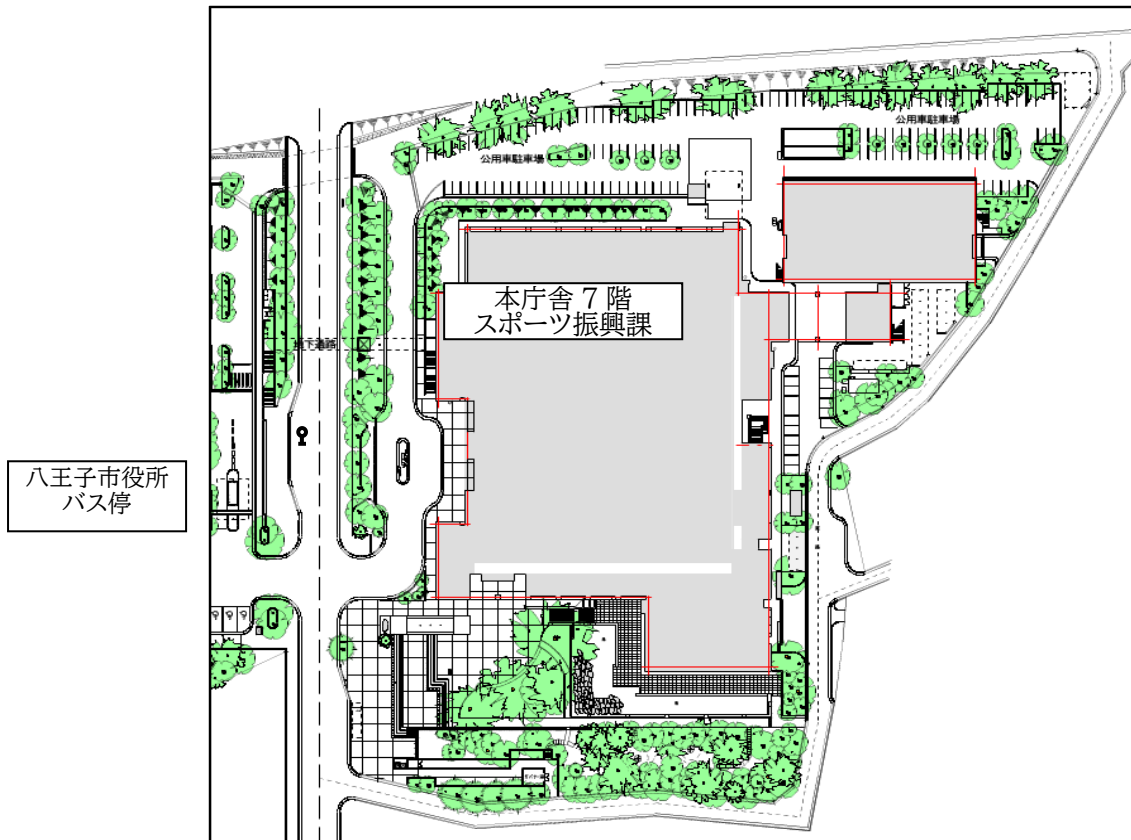 公用車駐車場
公用車駐車場
本庁舎 7 階
スポーツ振興課
地下通路
八王子市役所
バス停